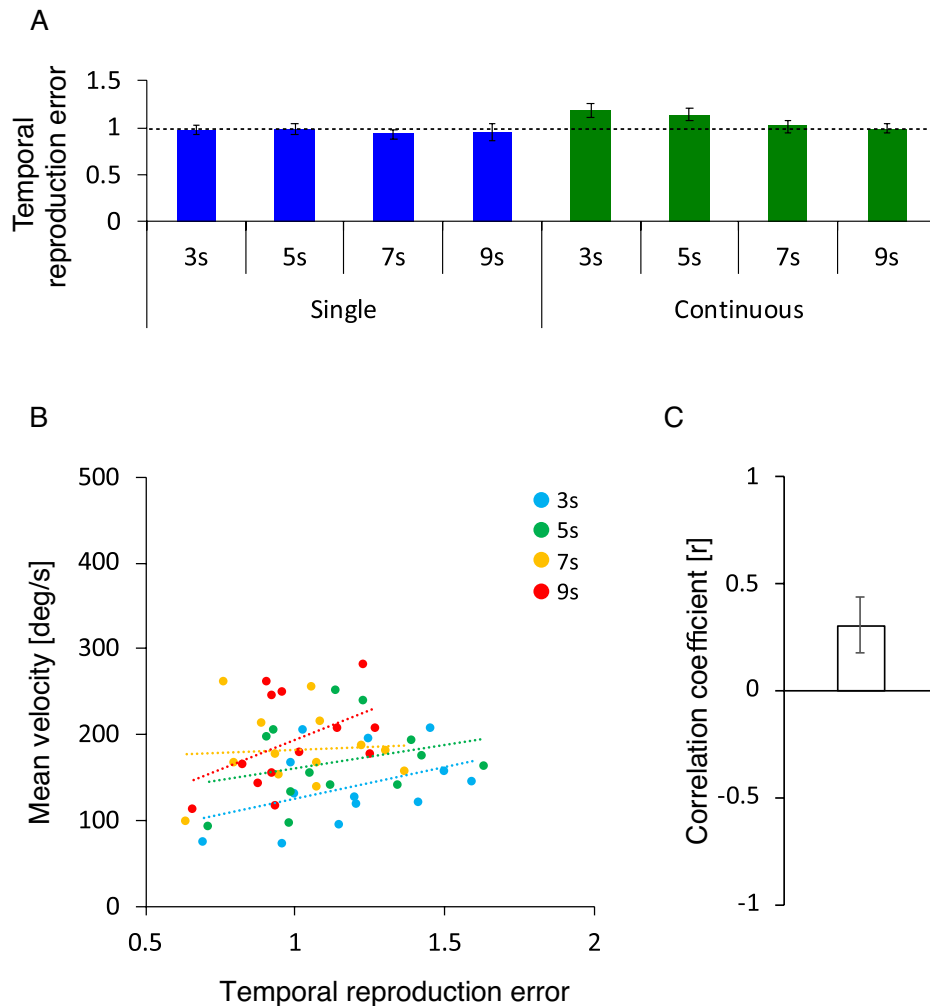 A
Temporal
reproduction error
1.5
1
0.5
0
3s 5s 7s 9s 3s 5s 7s 9s
Single Continuous
B
Mean velocity [deg/s]
500
400
300
200
100
0
0.5 1 1.5 2
Temporal reproduction error
3s
5s
7s
9s
C
Correlation coefficient [r]
1
0.5
0
-0.5
-1